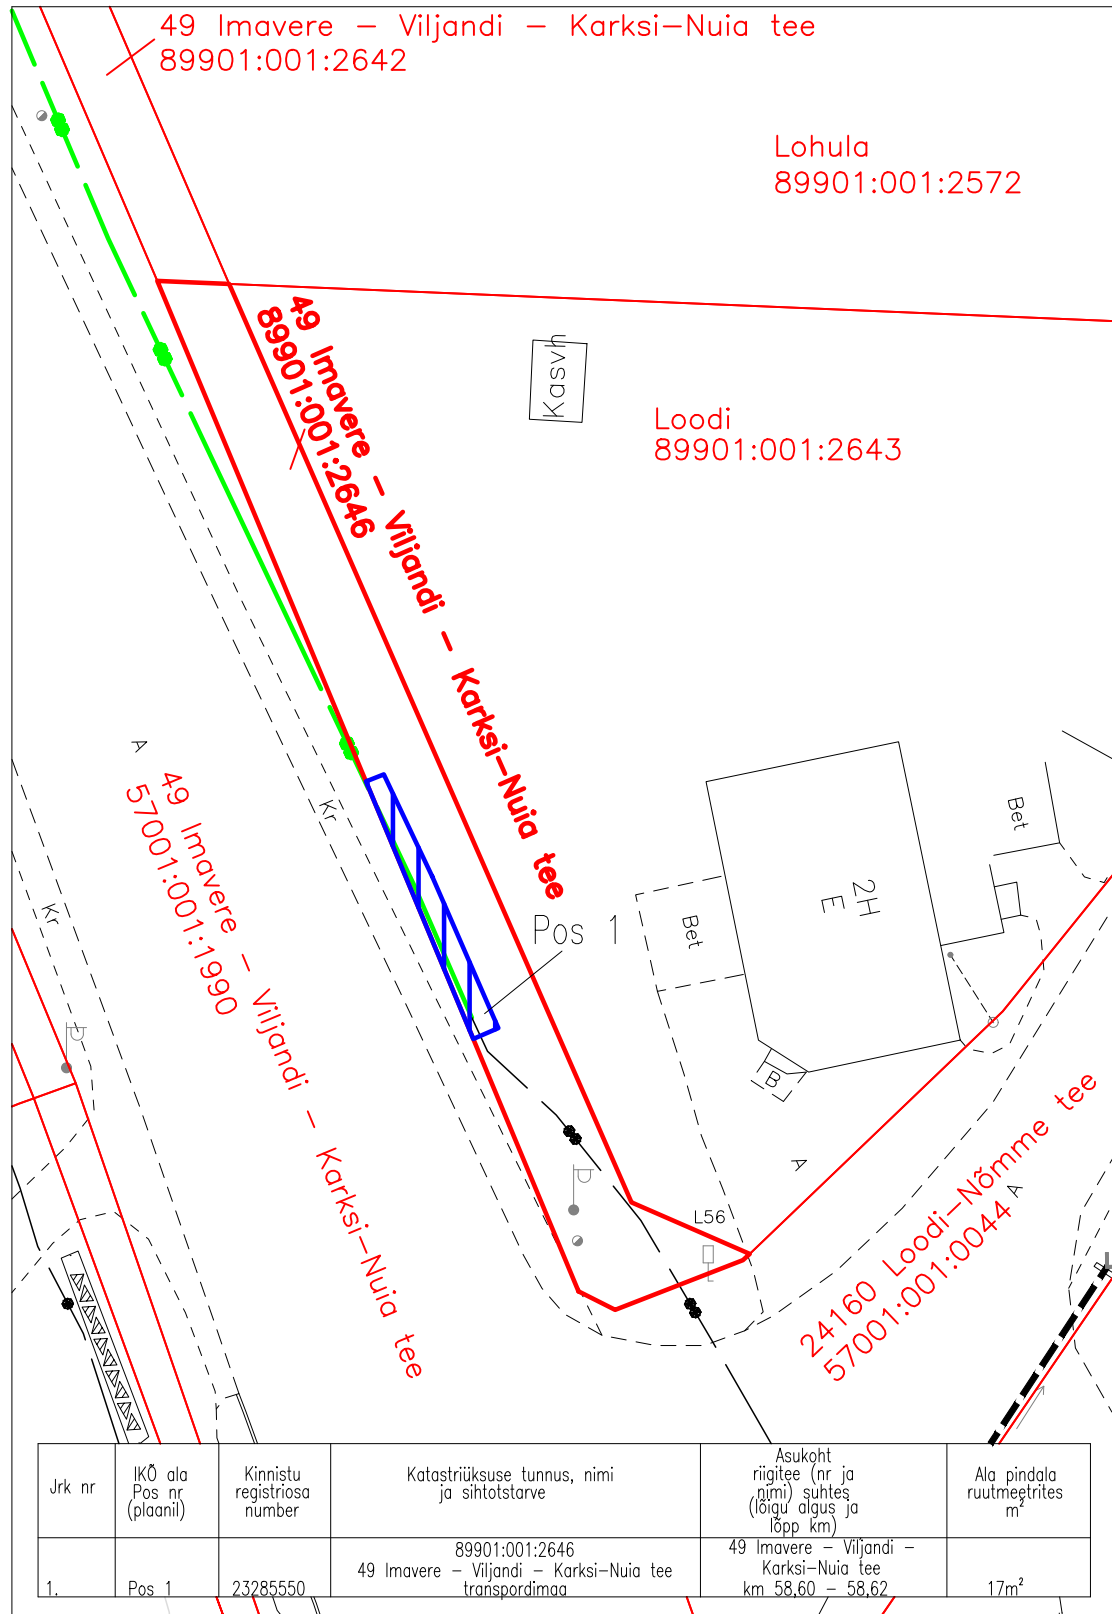 49 Imavere – Viljandi – Karksi–Nuia tee
89901:001:2642
Lohula
89901:001:2572
49 Imavere – Viljandi – Karksi–Nuia tee
89901:001:2646
Kasvh
Loodi
89901:001:2643
A
49 Imavere – Viljandi – Karksi–Nuia tee
57001:001:1990
Kr
Kr
Pos 1
Bet
Bet
2H
E
B
A
L56
24160 Loodi–Nõmme tee
57001:001:0044
A
Jrk nr
IKÕ ala
Pos nr
(plaanil)
Kinnistu
registriosa
number
Katastriüksuse tunnus, nimi
ja sihtotstarve
Asukoht
riigitee (nr ja
nimi) suhtes
(lõigu algus ja
lõpp km)
Ala pindala
ruutmeetrites
m²
1.
Pos 1
23285550
89901:001:2646
49 Imavere – Viljandi – Karksi–Nuia tee
transpordimaa
49 Imavere – Viljandi –
Karksi–Nuia tee
km 58,60 – 58,62
17m²